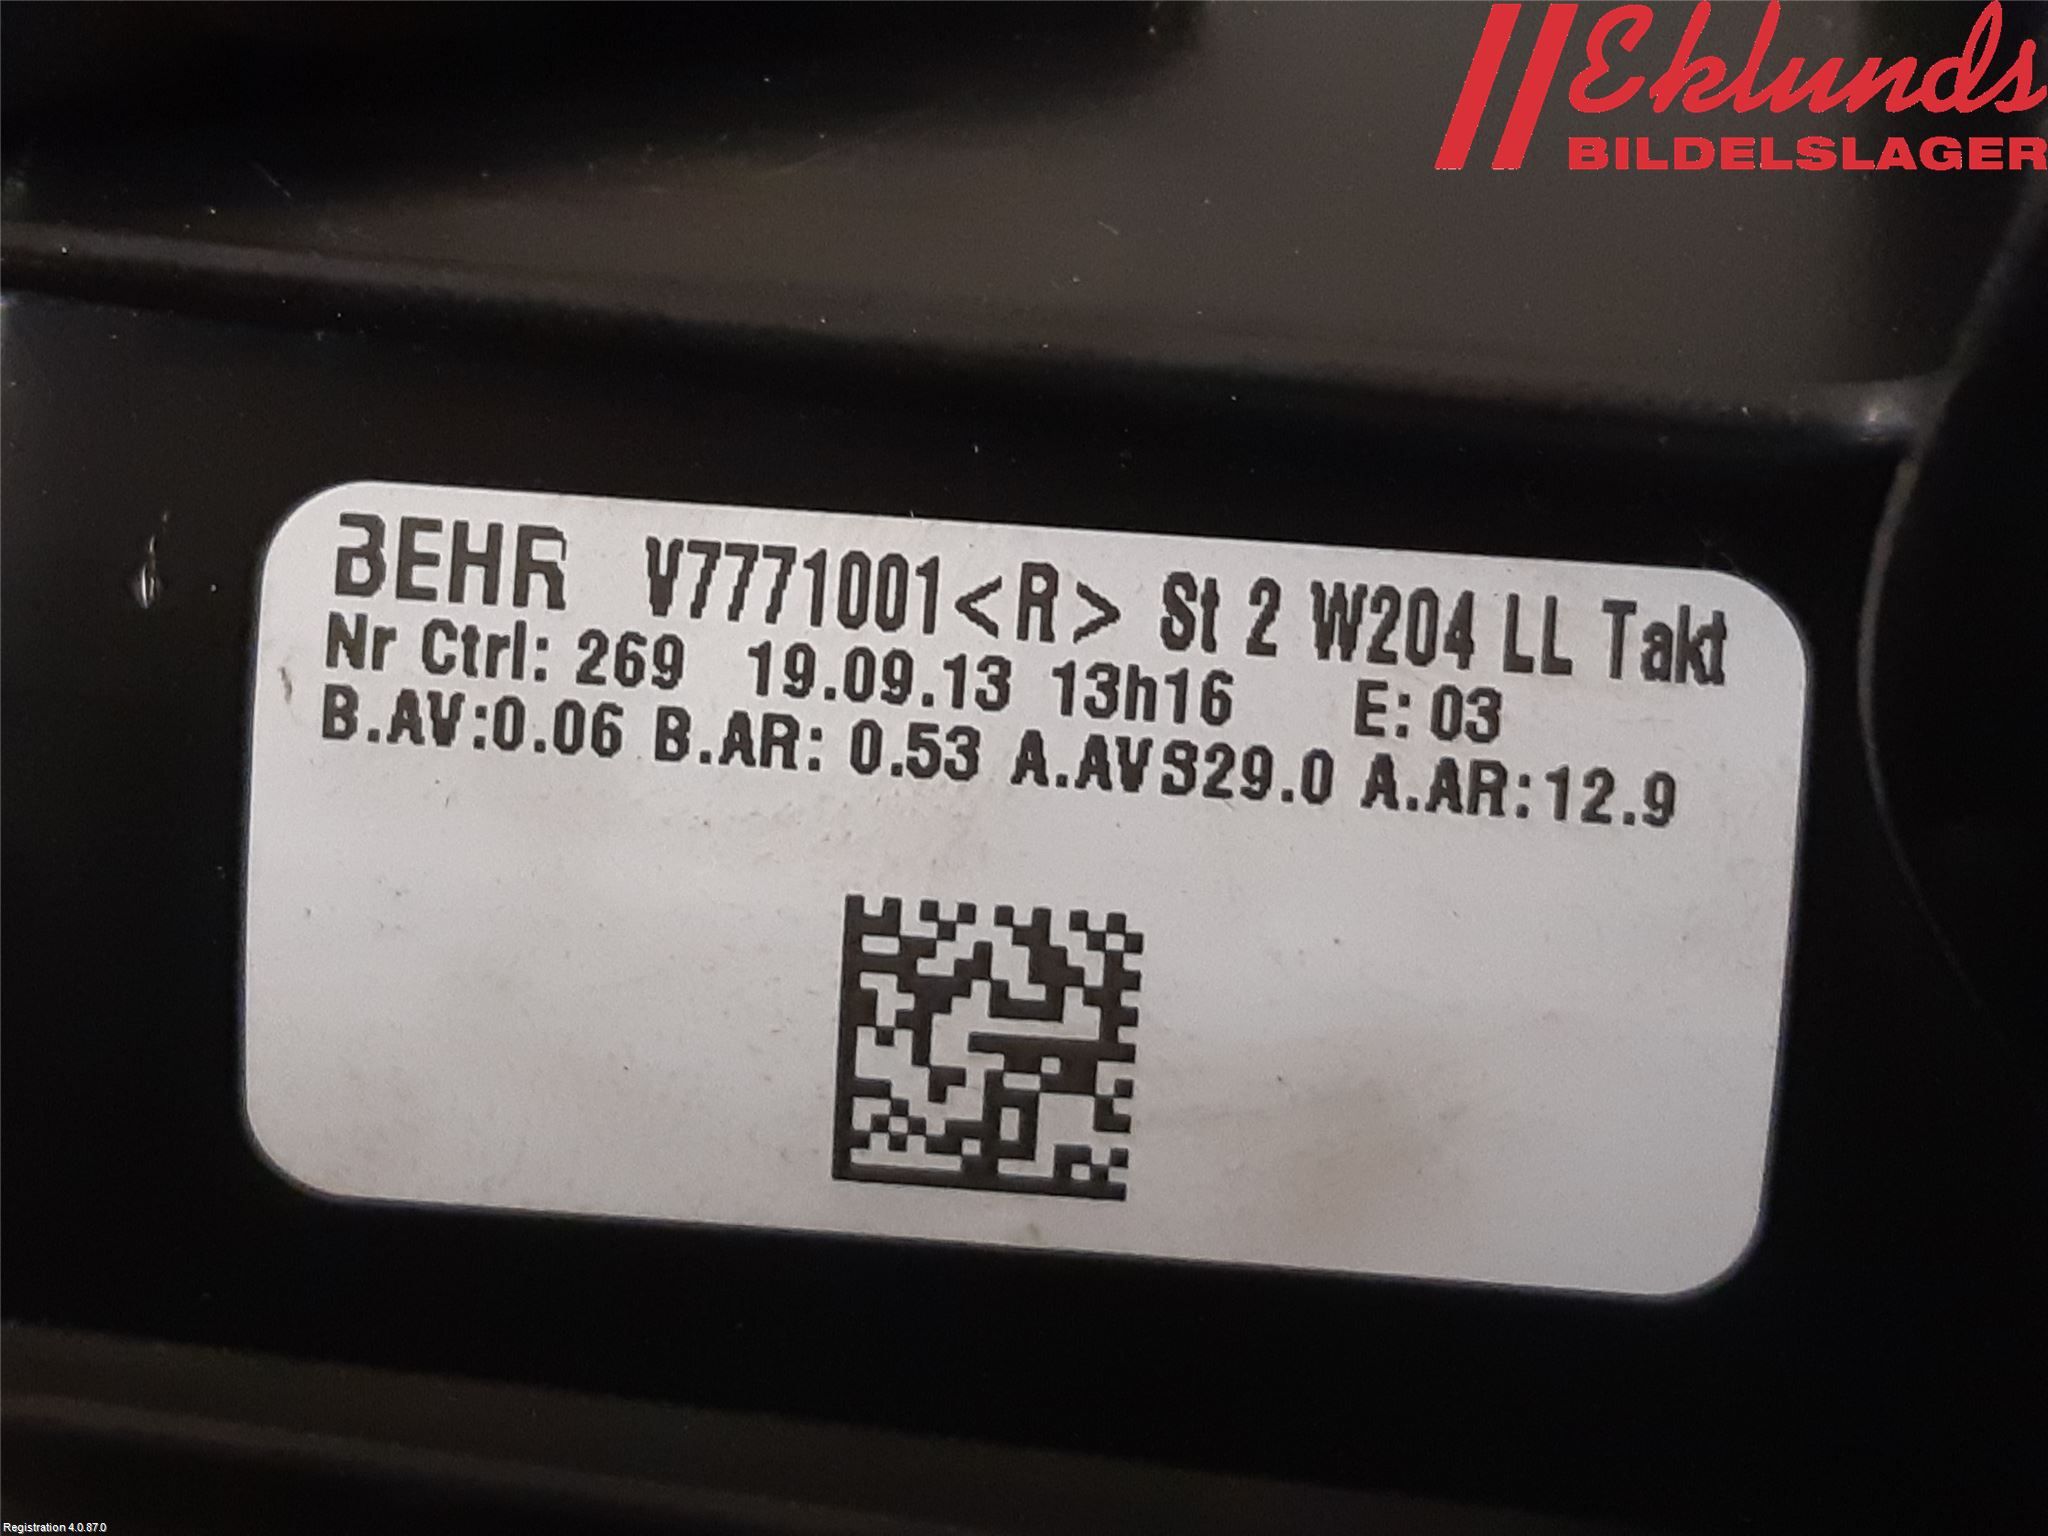 Eklunds
BILDELSLAGER
BEHR V7771001<R> St 2 W204 LL Takt
Nr Ctrl: 269 19.09.13 13h16 E: 03
B.AV:0.06 B.AR: 0.53 A.AVS29.0 A.AR:12.9
Registration 4.0.87.0